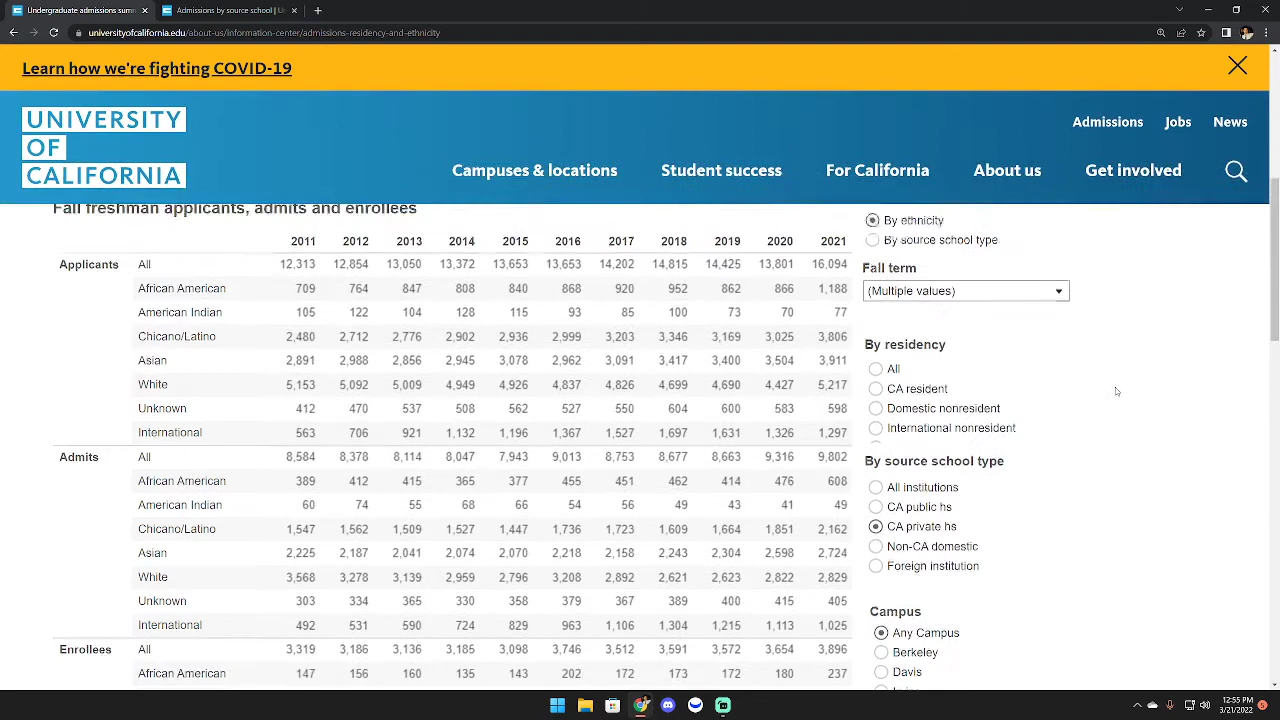 Undergraduate admissions summ
Admissions by source school | Un
universityofcalifornia.edu/about-us/information-center/admissions-residency-and-ethnicity
Learn how we're fighting COVID-19
UNIVERSITY
OF
CALIFORNIA
Admissions Jobs News
Campuses & locations Student success For California About us Get involved
Fall freshman applicants, admits and enrollees
2011 2012 2013 2014 2015 2016 2017 2018 2019 2020 2021
Applicants All 12,313 12,854 13,050 13,372 13,653 13,653 14,202 14,815 14,425 13,801 16,094
African American 709 764 847 808 840 868 920 952 862 866 1,188
American Indian 105 122 104 128 115 93 85 100 73 70 77
Chicano/Latino 2,480 2,712 2,776 2,902 2,936 2,999 3,203 3,346 3,169 3,025 3,806
Asian 2,891 2,988 2,856 2,945 3,078 2,962 3,091 3,417 3,400 3,504 3,911
White 5,153 5,092 5,009 4,949 4,926 4,837 4,826 4,699 4,690 4,427 5,217
Unknown 412 470 537 508 562 527 550 604 600 583 598
International 563 706 921 1,132 1,196 1,367 1,527 1,697 1,631 1,326 1,297
Admits All 8,584 8,378 8,114 8,047 7,943 9,013 8,753 8,677 8,663 9,316 9,802
African American 389 412 415 365 377 455 451 462 414 476 608
American Indian 60 74 55 68 66 54 56 49 43 41 49
Chicano/Latino 1,547 1,562 1,509 1,527 1,447 1,736 1,723 1,609 1,664 1,851 2,162
Asian 2,225 2,187 2,041 2,074 2,070 2,218 2,158 2,243 2,304 2,598 2,724
White 3,568 3,278 3,139 2,959 2,796 3,208 2,892 2,621 2,623 2,822 2,829
Unknown 303 334 365 330 358 379 367 389 400 415 405
International 492 531 590 724 829 963 1,106 1,304 1,215 1,113 1,025
Enrollees All 3,319 3,186 3,136 3,185 3,098 3,746 3,512 3,591 3,572 3,654 3,896
African American 147 156 160 135 143 202 172 173 172 180 237
By ethnicity
By source school type
Fall term
(Multiple values)
By residency
All
CA resident
Domestic nonresident
International nonresident
By source school type
All institutions
CA public hs
CA private hs
Non-CA domestic
Foreign institution
Campus
Any Campus
Berkeley
Davis
12:55 PM
3/21/2022